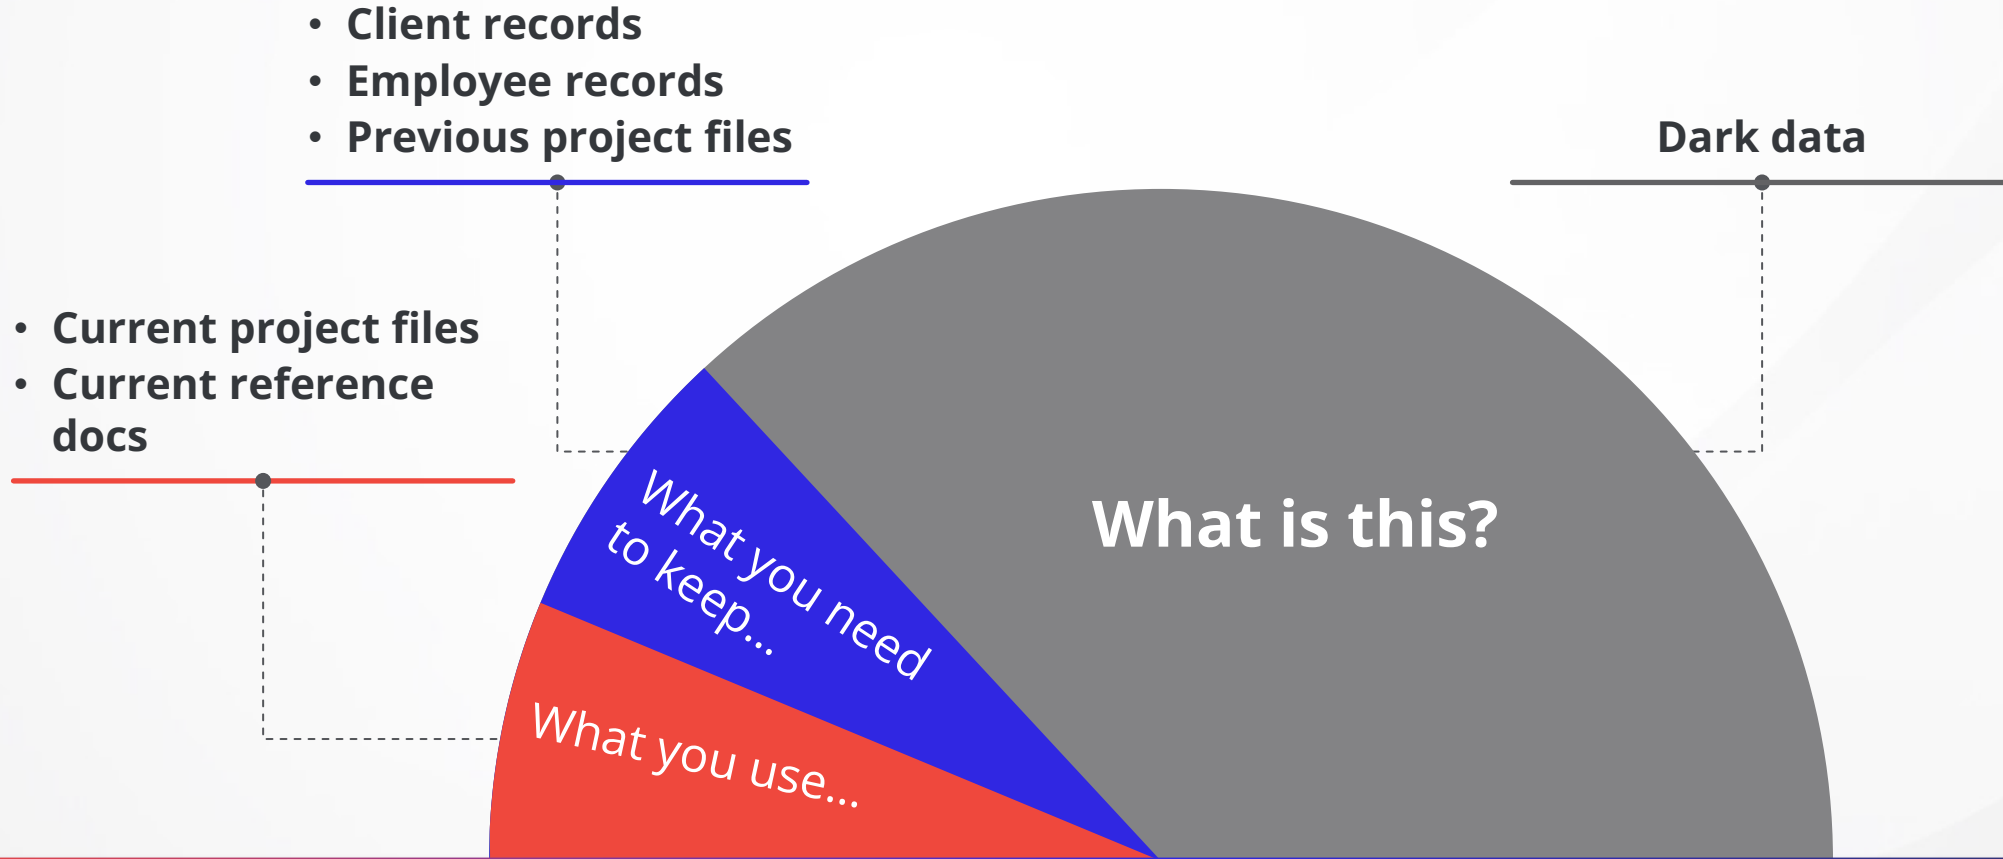 • Client records
• Employee records
• Previous project files
Dark data
• Current project files
• Current reference
docs
What is this?
What you need
to keep...
What you use...